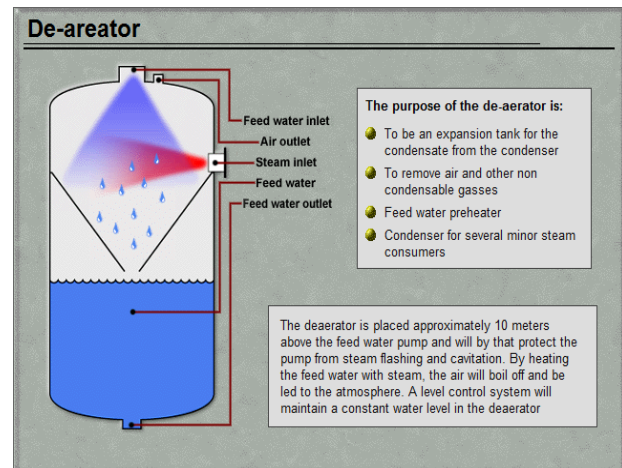 De-areator
Feed water inlet
Air outlet
Steam inlet
Feed water
Feed water outlet
The purpose of the de-aerator is:
To be an expansion tank for the
condensate from the condenser
To remove air and other non
condensable gasses
Feed water preheater
Condenser for several minor steam
consumers
The deaerator is placed approximately 10 meters
above the feed water pump and will by that protect the
pump from steam flashing and cavitation. By heating
the feed water with steam, the air will boil off and be
led to the atmosphere. A level control system will
maintain a constant water level in the deaerator